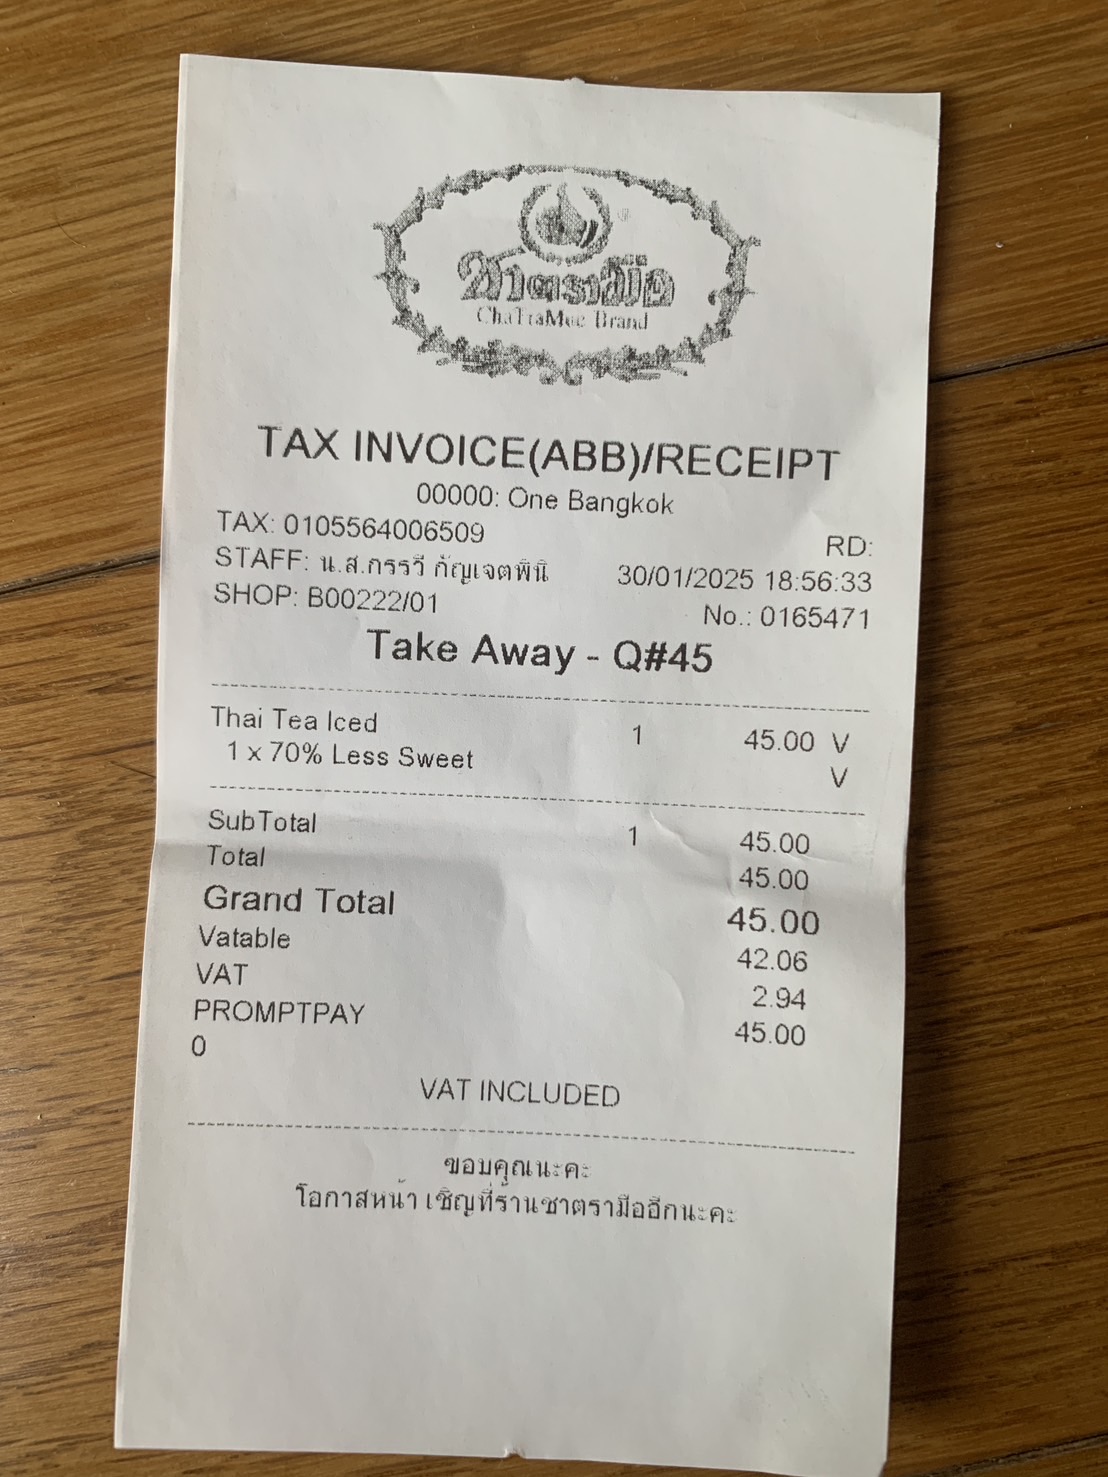 ชาตรามือ
ChaTraMue Brand
TAX INVOICE(ABB)/RECEIPT
00000: One Bangkok
TAX: 0105564006509 RD:
STAFF: น.ส.กรรวี กัญเจตพินิ 30/01/2025 18:56:33
SHOP: B00222/01 No.: 0165471
Take Away - Q#45
Thai Tea Iced 1 45.00 V
1 x 70% Less Sweet V
SubTotal 1 45.00
Total 45.00
Grand Total 45.00
Vatable 42.06
VAT 2.94
PROMPTPAY 45.00
0
VAT INCLUDED
ขอบคุณนะคะ
โอกาสหน้า เชิญที่ร้านชาตรามืออีกนะคะ